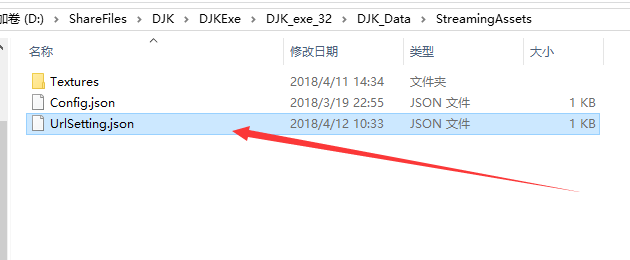 加卷 (D:) › ShareFiles › DJK › DJKExe › DJK_exe_32 › DJK_Data › StreamingAssets
名称 修改日期 类型 大小
Textures 2018/4/11 14:34 文件夹
Config.json 2018/3/19 22:55 JSON 文件 1 KB
UrlSetting.json 2018/4/12 10:33 JSON 文件 1 KB